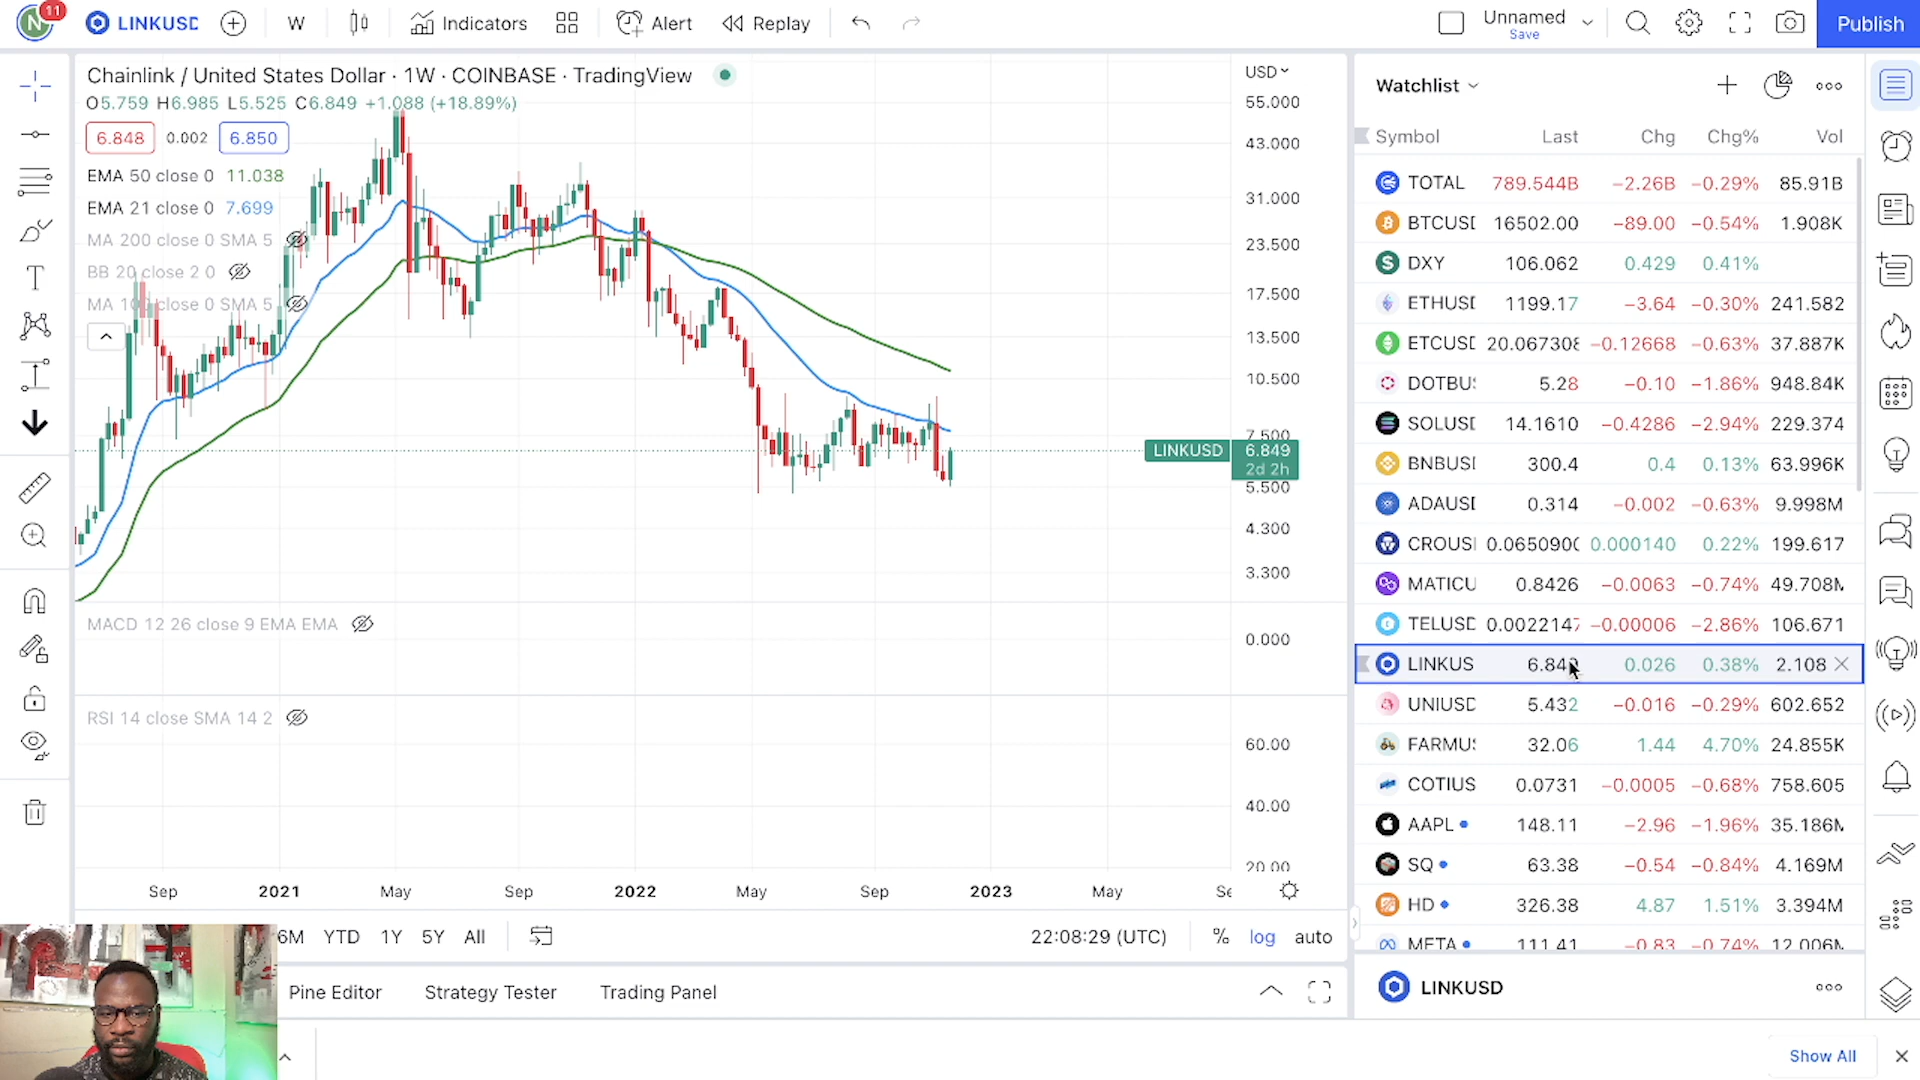 11
N
LINKUSD
W
Indicators
Alert
Replay
Unnamed
Save
Publish
Chainlink / United States Dollar · 1W · COINBASE · TradingView
O5.759 H6.985 L5.525 C6.849 +1.088 (+18.89%)
6.848 0.002 6.850
EMA 50 close 0 11.038
EMA 21 close 0 7.699
MA 200 close 0 SMA 5
BB 20 close 2 0
MA 100 close 0 SMA 5
USD
55.000
43.000
31.000
23.500
17.500
13.500
10.500
7.500
LINKUSD 6.849
2d 2h
5.500
4.300
3.300
MACD 12 26 close 9 EMA EMA
0.000
RSI 14 close SMA 14 2
60.00
40.00
20.00
Sep 2021 May Sep 2022 May Sep 2023 May Se
6M YTD 1Y 5Y All
22:08:29 (UTC) % log auto
Pine Editor Strategy Tester Trading Panel
Watchlist
Symbol Last Chg Chg% Vol
TOTAL 789.544B −2.26B −0.29% 85.91B
BTCUSD 16502.00 −89.00 −0.54% 1.908K
DXY 106.062 0.429 0.41%
ETHUSD 1199.17 −3.64 −0.30% 241.582
ETCUSD 20.067308 −0.12668 −0.63% 37.887K
DOTBUS 5.28 −0.10 −1.86% 948.84K
SOLUSD 14.1610 −0.4286 −2.94% 229.374
BNBUSD 300.4 0.4 0.13% 63.996K
ADAUSD 0.314 −0.002 −0.63% 9.998M
CROUSD 0.0650900 0.000140 0.22% 199.617
MATICU 0.8426 −0.0063 −0.74% 49.708M
TELUSD 0.0022147 −0.00006 −2.86% 106.671
LINKUS 6.849 0.026 0.38% 2.108
UNIUSD 5.432 −0.016 −0.29% 602.652
FARMUS 32.06 1.44 4.70% 24.855K
COTIUS 0.0731 −0.0005 −0.68% 758.605
AAPL 148.11 −2.96 −1.96% 35.186M
SQ 63.38 −0.54 −0.84% 4.169M
HD 326.38 4.87 1.51% 3.394M
META 111.41 −0.83 −0.74% 12.006M
LINKUSD
Show All